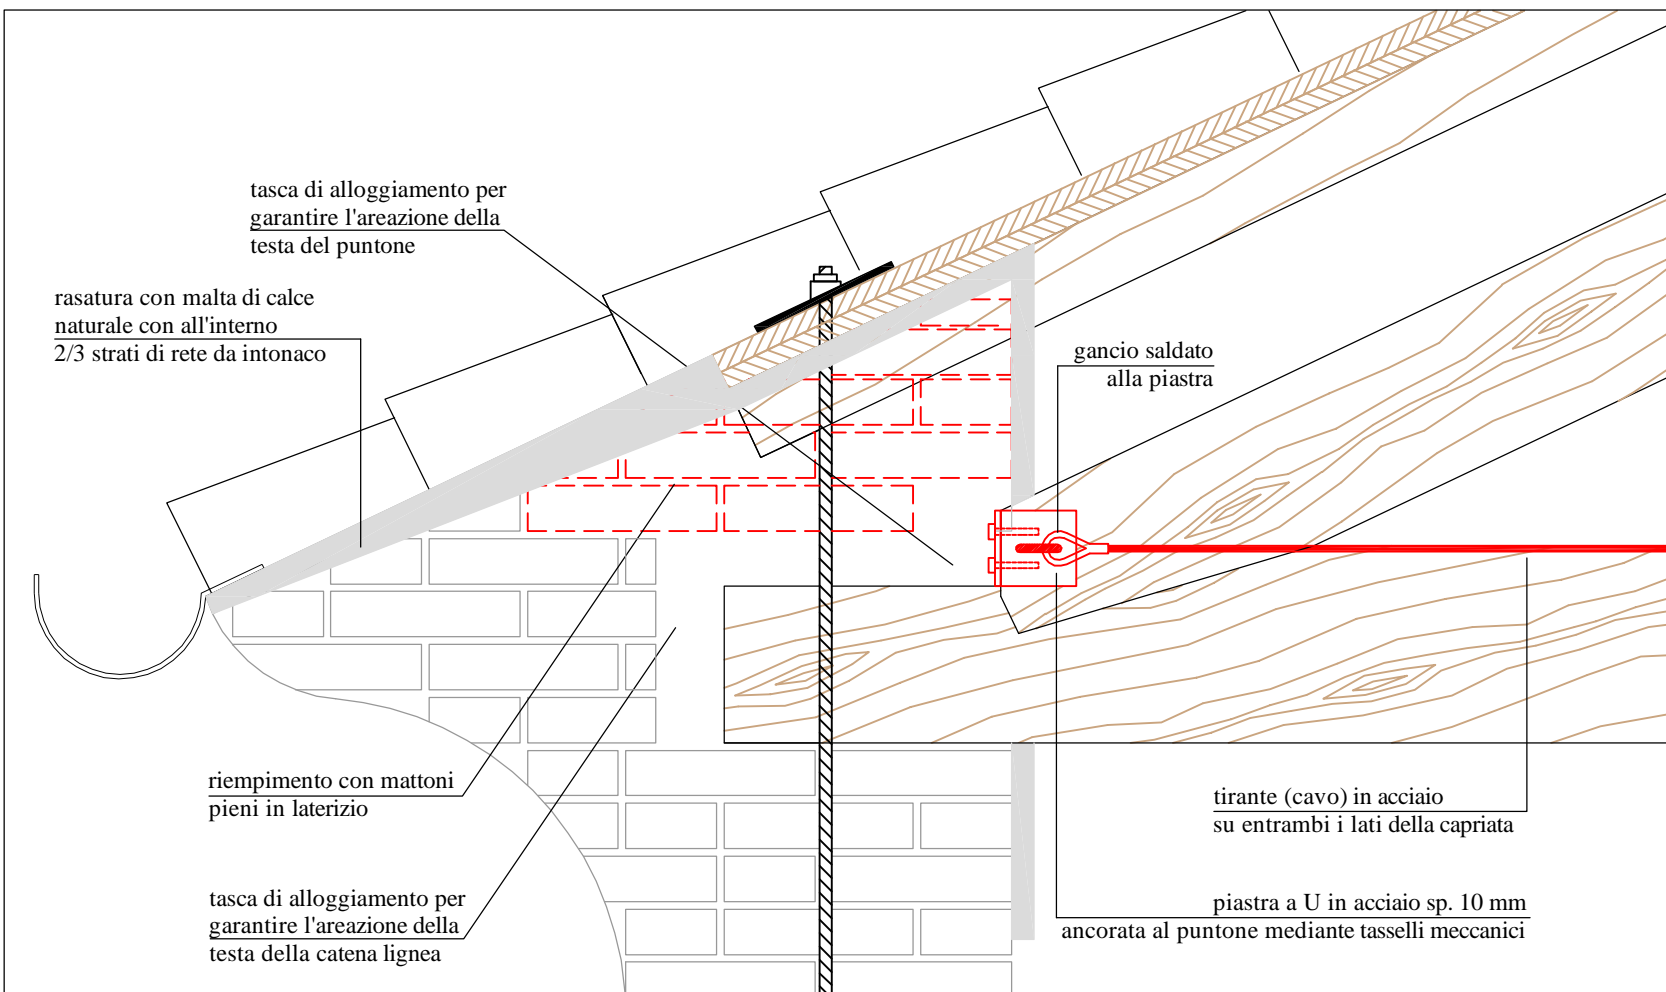 tasca di alloggiamento per
garantire l'areazione della
testa del puntone
rasatura con malta di calce
naturale con all'interno
2/3 strati di rete da intonaco
gancio saldato
alla piastra
riempimento con mattoni
pieni in laterizio
tirante (cavo) in acciaio
su entrambi i lati della capriata
tasca di alloggiamento per
garantire l'areazione della
testa della catena lignea
piastra a U in acciaio sp. 10 mm
ancorata al puntone mediante tasselli meccanici